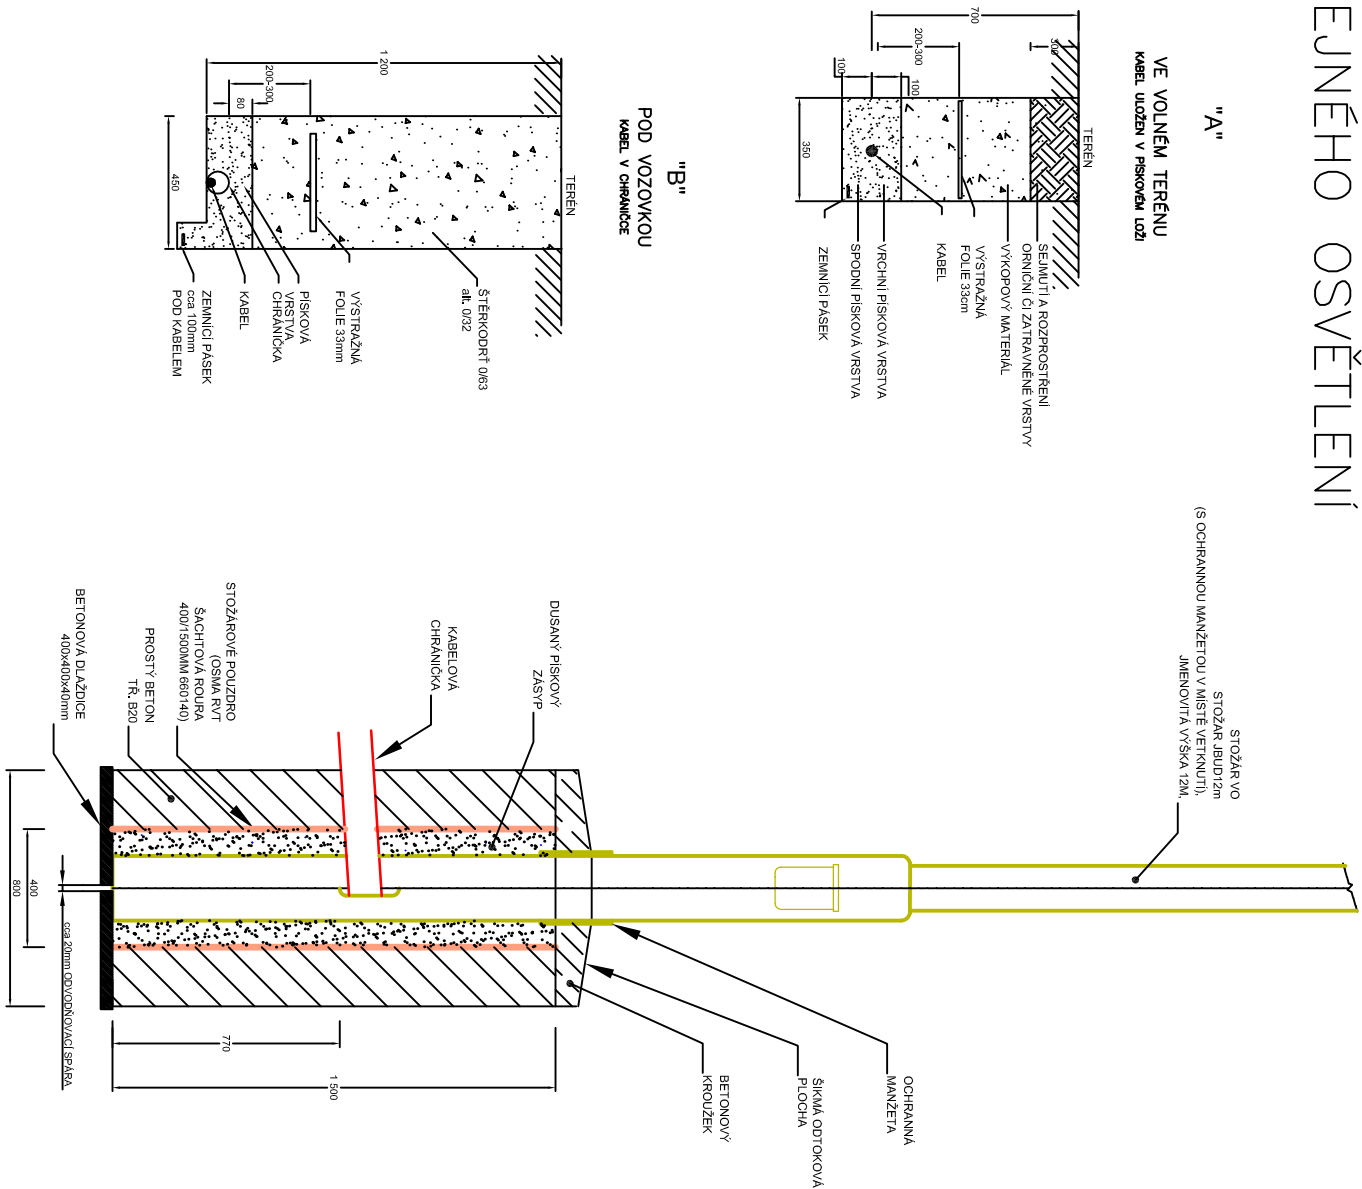 EJNÉHO OSVĚTLENÍ
"A"
VE VOLNÉM TERÉNU
KABEL ULOŽEN V PÍSKOVÉM LOŽI
TERÉN
700
300
200-300
100
100
350
SEJMUTÍ A ROZPROSTŘENÍ
ORNIČNÍ ČI ZATRAVNĚNÉ VRSTVY
VÝKOPOVÝ MATERIÁL
VÝSTRAŽNÁ
FOLIE 33cm
KABEL
VRCHNÍ PÍSKOVÁ VRSTVA
SPODNÍ PÍSKOVÁ VRSTVA
ZEMNICÍ PÁSEK
"B"
POD VOZOVKOU
KABEL V CHRÁNIČCE
TERÉN
1 200
200-300
80
450
ŠTĚRKODRŤ 0/63
alt. 0/32
VÝSTRAŽNÁ
FOLIE 33mm
PÍSKOVÁ
VRSTVA
CHRÁNIČKA
KABEL
ZEMNICÍ PÁSEK
cca 100mm
POD KABELEM
STOŽÁR VO
STOŽÁR JBUD12m
(S OCHRANNOU MANŽETOU V MÍSTĚ VETKNUTÍ),
JMENOVITÁ VÝŠKA 12M,
DUSANÝ PÍSKOVÝ
ZÁSYP
KABELOVÁ
CHRÁNIČKA
STOŽÁROVÉ POUZDRO
(OSMA RVT
ŠACHTOVÁ ROURA
400/1500MM 660140)
PROSTÝ BETON
TŘ. B20
BETONOVÁ DLAŽDICE
400x400x40mm
OCHRANNÁ
MANŽETA
ŠIKMÁ ODTOKOVÁ
PLOCHA
BETONOVÝ
KROUŽEK
770
1 500
400
800
cca 20mm ODVODŇOVACÍ SPÁRA